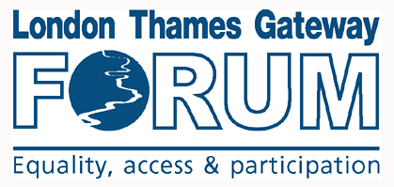 London Thames Gateway
FORUM
Equality, access & participation